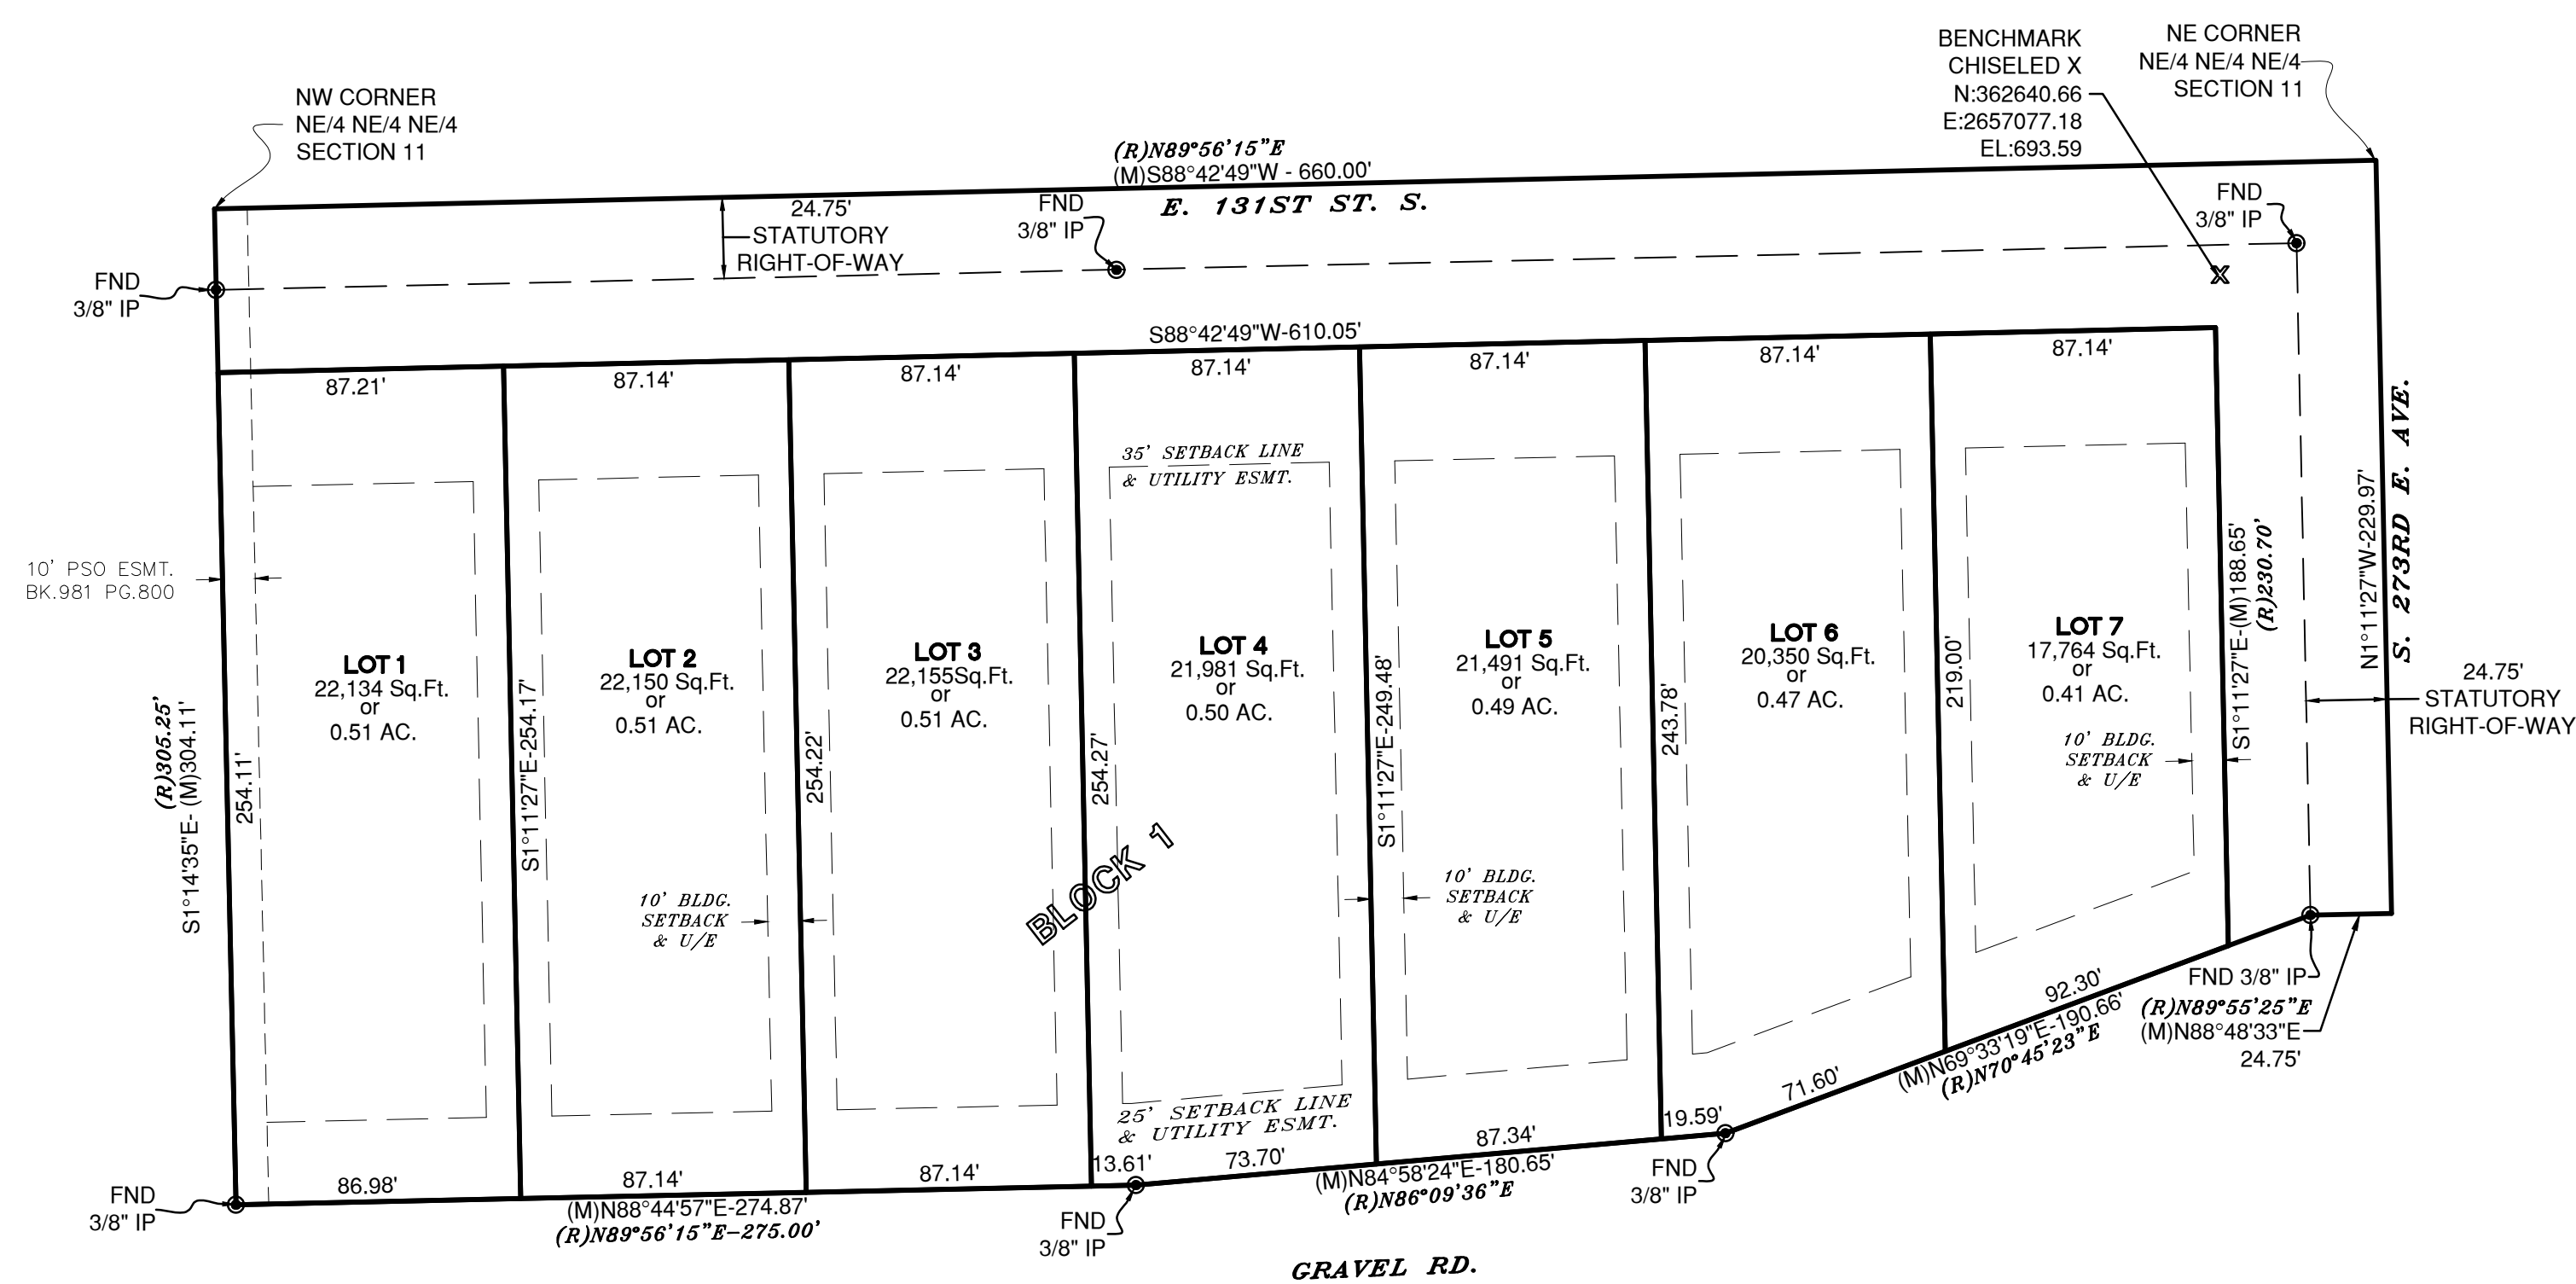 BENCHMARK
CHISELED X
N:362640.66
E:2657077.18
EL:693.59
NE CORNER
NE/4 NE/4 NE/4
SECTION 11
NW CORNER
NE/4 NE/4 NE/4
SECTION 11
(R)N89°56'15"E
(M)S88°42'49"W - 660.00'
E. 131ST ST. S.
24.75'
STATUTORY
RIGHT-OF-WAY
FND
3/8" IP
FND
3/8" IP
X
FND
3/8" IP
S88°42'49"W-610.05'
87.21'
87.14'
87.14'
87.14'
87.14'
87.14'
87.14'
35' SETBACK LINE
& UTILITY ESMT.
10' PSO ESMT.
BK.981 PG.800
(R)305.25'
S1°14'35"E- (M)304.11'
254.11'
LOT 1
22,134 Sq.Ft.
or
0.51 AC.
S1°11'27"E-254.17'
LOT 2
22,150 Sq.Ft.
or
0.51 AC.
254.22'
LOT 3
22,155Sq.Ft.
or
0.51 AC.
254.27'
LOT 4
21,981 Sq.Ft.
or
0.50 AC.
S1°11'27"E-249.48'
LOT 5
21,491 Sq.Ft.
or
0.49 AC.
243.78'
LOT 6
20,350 Sq.Ft.
or
0.47 AC.
219.00'
LOT 7
17,764 Sq.Ft.
or
0.41 AC.
S1°11'27"E-(M)188.65'
(R)230.70'
N1°11'27"W-229.97'
S. 273RD E. AVE.
24.75'
STATUTORY
RIGHT-OF-WAY
10' BLDG.
SETBACK
& U/E
10' BLDG.
SETBACK
& U/E
BLOCK 1
10' BLDG.
SETBACK
& U/E
25' SETBACK LINE
& UTILITY ESMT.
86.98'
87.14'
87.14'
13.61'
73.70'
87.34'
19.59'
71.60'
92.30'
FND
3/8" IP
(M)N88°44'57"E-274.87'
(R)N89°56'15"E-275.00'
FND
3/8" IP
(M)N84°58'24"E-180.65'
(R)N86°09'36"E
FND
3/8" IP
(M)N69°33'19"E-190.66'
(R)N70°45'23"E
FND 3/8" IP
(R)N89°55'25"E
(M)N88°48'33"E
24.75'
GRAVEL RD.